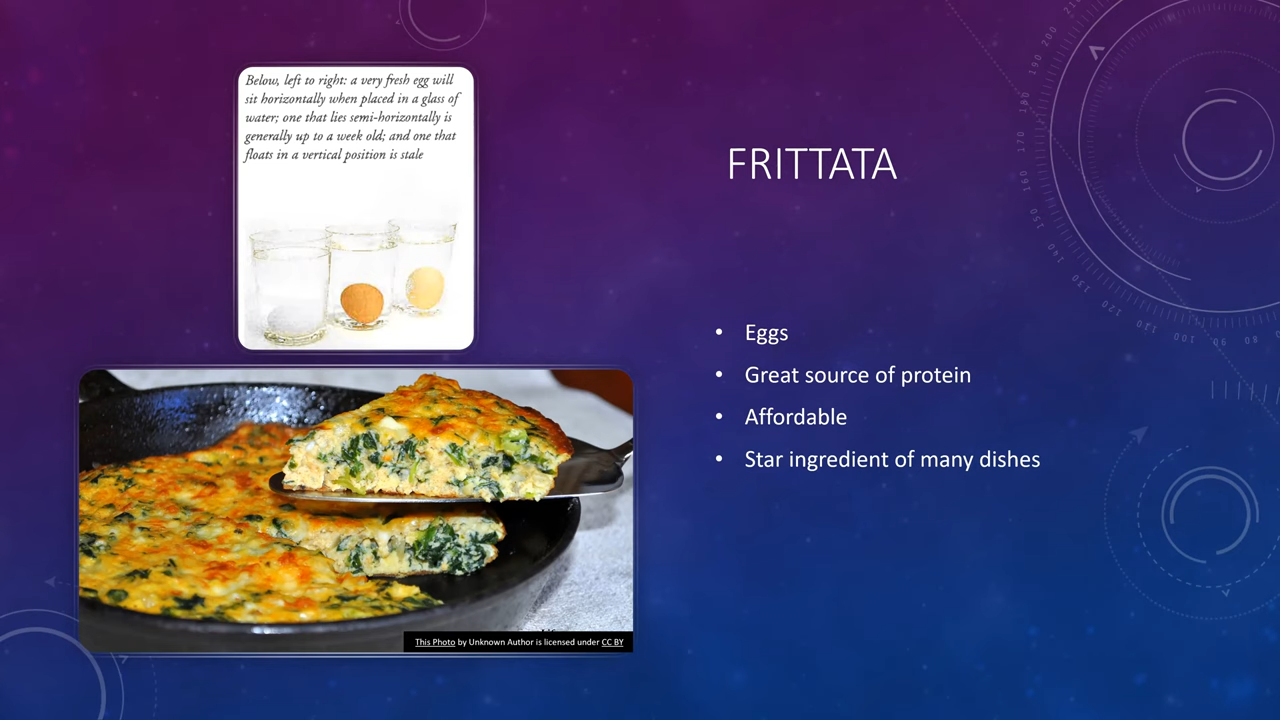 Below, left to right: a very fresh egg will
sit horizontally when placed in a glass of
water; one that lies semi-horizontally is
generally up to a week old; and one that
floats in a vertical position is stale
FRITTATA
• Eggs
• Great source of protein
• Affordable
• Star ingredient of many dishes
This Photo by Unknown Author is licensed under CC BY